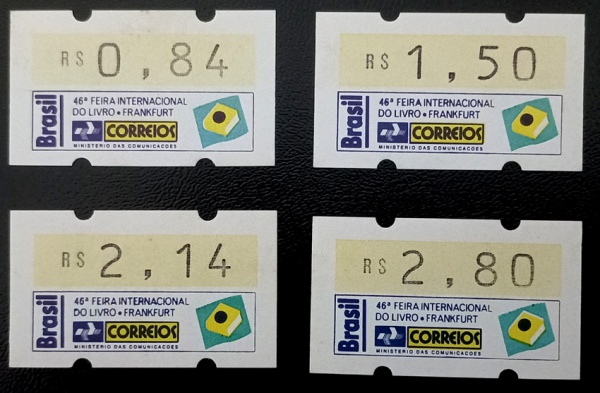 R$ 0,84
Brasil
46ª FEIRA INTERNACIONAL
DO LIVRO • FRANKFURT
CORREIOS
MINISTERIO DAS COMUNICACOES
R$ 1,50
Brasil
46ª FEIRA INTERNACIONAL
DO LIVRO • FRANKFURT
CORREIOS
MINISTERIO DAS COMUNICACOES
R$ 2,14
Brasil
46ª FEIRA INTERNACIONAL
DO LIVRO • FRANKFURT
CORREIOS
MINISTERIO DAS COMUNICACOES
R$ 2,80
Brasil
46ª FEIRA INTERNACIONAL
DO LIVRO • FRANKFURT
CORREIOS
MINISTERIO DAS COMUNICACOES